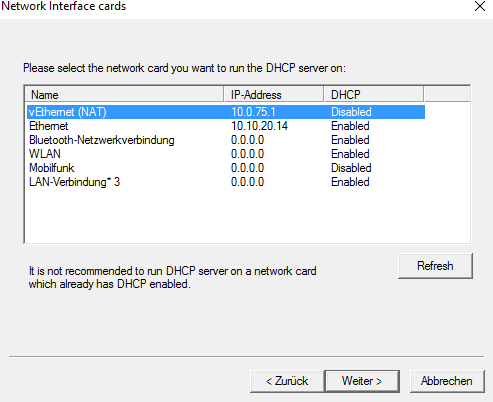 Network Interface cards
Please select the network card you want to run the DHCP server on:
Name IP-Address DHCP
vEthernet (NAT) 10.0.75.1 Disabled
Ethernet 10.10.20.14 Enabled
Bluetooth-Netzwerkverbindung 0.0.0.0 Enabled
WLAN 0.0.0.0 Enabled
Mobilfunk 0.0.0.0 Disabled
LAN-Verbindung* 3 0.0.0.0 Enabled
It is not recommended to run DHCP server on a network card
which already has DHCP enabled.
Refresh
< Zurück Weiter > Abbrechen